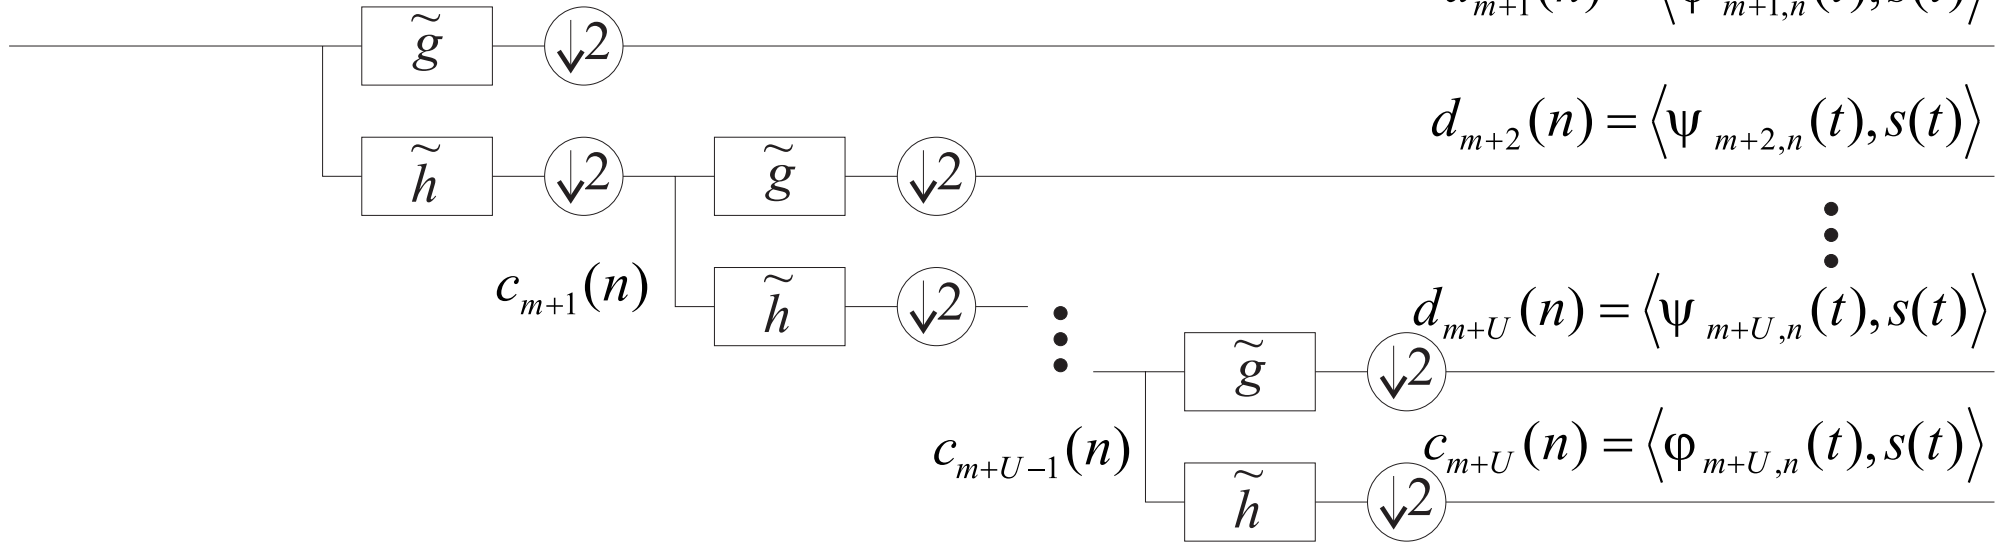 g̃ ↓2
d_{m+2}(n) = ⟨ψ_{m+2,n}(t), s(t)⟩
h̃ ↓2 g̃ ↓2
c_{m+1}(n) h̃ ↓2
d_{m+U}(n) = ⟨ψ_{m+U,n}(t), s(t)⟩
g̃ ↓2
c_{m+U−1}(n) c_{m+U}(n) = ⟨φ_{m+U,n}(t), s(t)⟩
h̃ ↓2